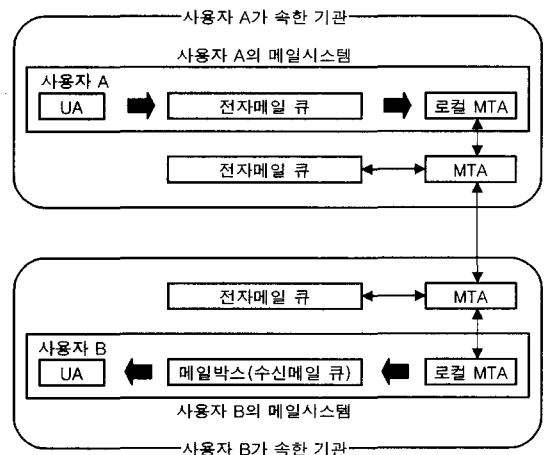 사용자 A가 속한 기관
사용자 A의 메일시스템
사용자 A
UA
전자메일 큐
로컬 MTA
전자메일 큐
MTA
전자메일 큐
MTA
사용자 B
UA
메일박스(수신메일 큐)
로컬 MTA
사용자 B의 메일시스템
사용자 B가 속한 기관